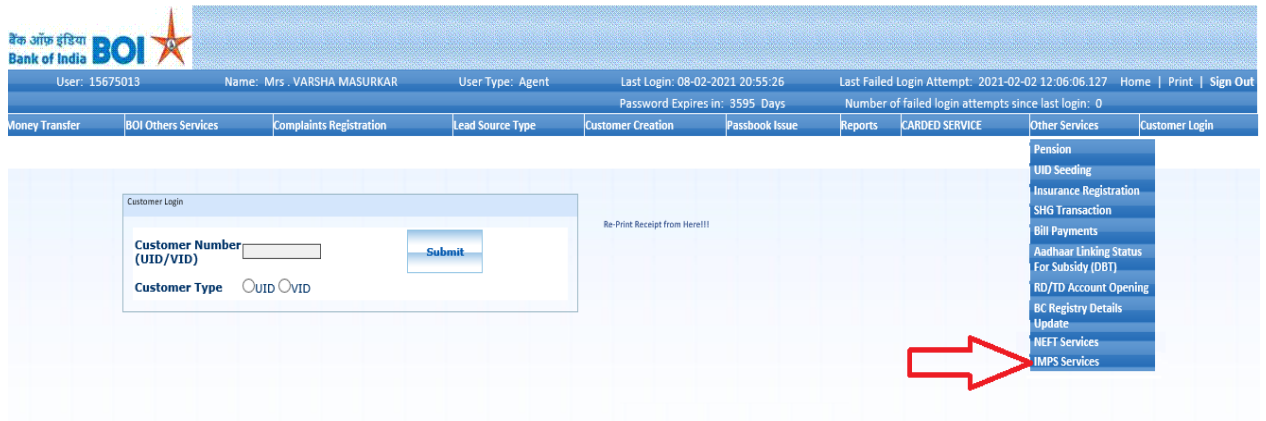 बैंक ऑफ़ इंडिया
Bank of India BOI
User: 15675013 Name: Mrs . VARSHA MASURKAR User Type: Agent Last Login: 08-02-2021 20:55:26 Last Failed Login Attempt: 2021-02-02 12:06:06.127 Home | Print | Sign Out
Password Expires in: 3595 Days Number of failed login attempts since last login: 0
Money Transfer BOI Others Services Complaints Registration Lead Source Type Customer Creation Passbook Issue Reports CARDED SERVICE Other Services Customer Login
Pension
UID Seeding
Insurance Registration
SHG Transaction
Bill Payments
Aadhaar Linking Status
For Subsidy (DBT)
RD/TD Account Opening
BC Registry Details
Update
NEFT Services
IMPS Services
Customer Login
Re-Print Receipt from Here!!!
Customer Number
(UID/VID)
Submit
Customer Type UID VID